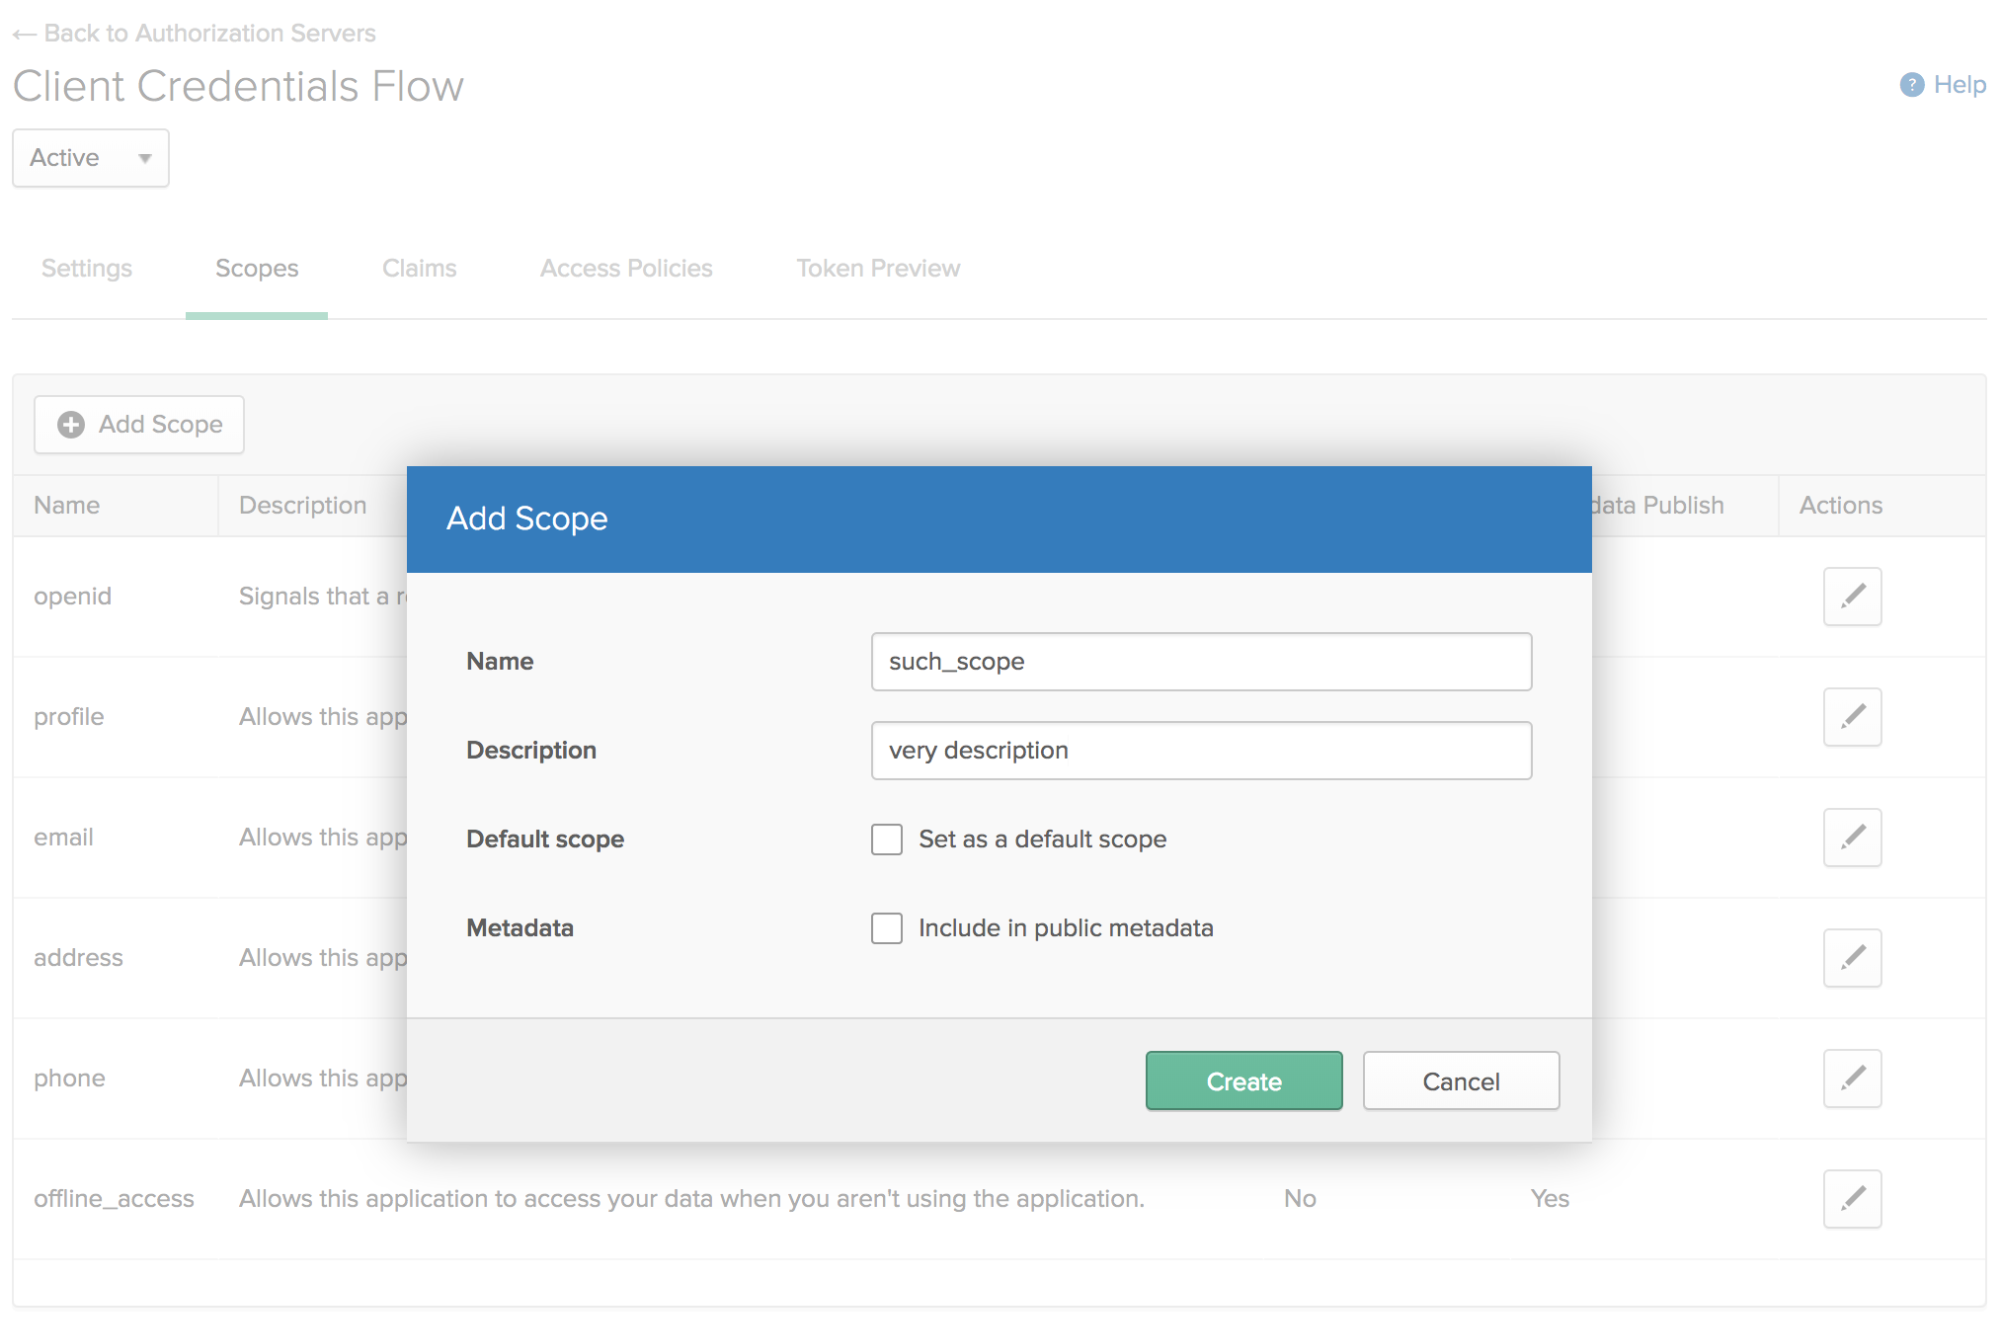 ← Back to Authorization Servers
Client Credentials Flow
? Help
Active
Settings Scopes Claims Access Policies Token Preview
Add Scope
Name Description data Publish Actions
Add Scope
openid Signals that a
Name such_scope
profile Allows this app
Description very description
email Allows this app
Default scope Set as a default scope
Metadata Include in public metadata
address Allows this app
phone Allows this app
Create Cancel
offline_access Allows this application to access your data when you aren't using the application. No Yes